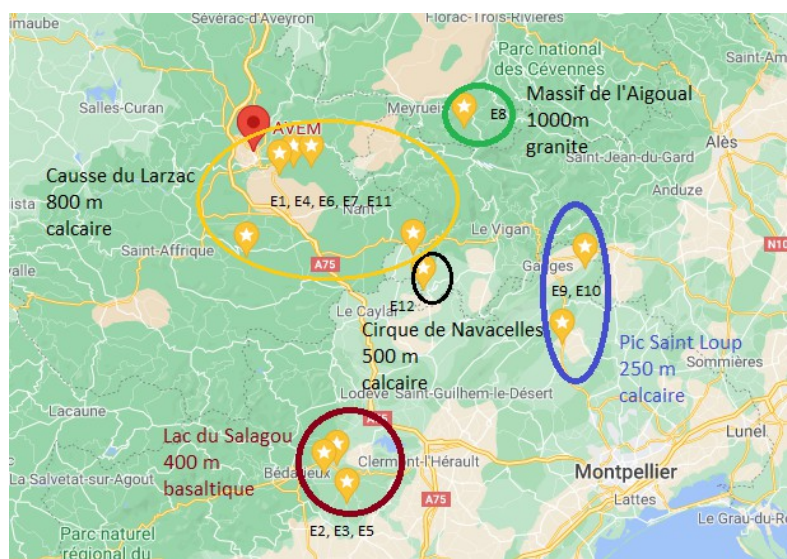 imaube
Sévérac-d'Aveyron
Florac-Trois-Rivières
Parc national
des Cévennes
Saint-Am
Salles-Curan
Meyrueis
E8
Massif de l'Aigoual
1000m
granite
Alès
AVEM
Saint-Jean-du-Gard
Anduze
Causse du Larzac
800 m
calcaire
E1, E4, E6, E7, E11
Nant
Le Vigan
Saint-Affrique
A75
Ganges
N10
E9, E10
E12
Le Caylar
Cirque de Navacelles
500 m
calcaire
Pic Saint Loup
250 m
calcaire
Sommières
Lodève
Saint-Guilhem-le-Désert
Lacaune
A75
Lac du Salagou
400 m
basaltique
Lunel
La Salvetat-sur-Agout
Bédarieux
Clermont-l'Hérault
Montpellier
A75
Lattes
Le Grau-du-Ro
E2, E3, E5
Parc naturel
régional du